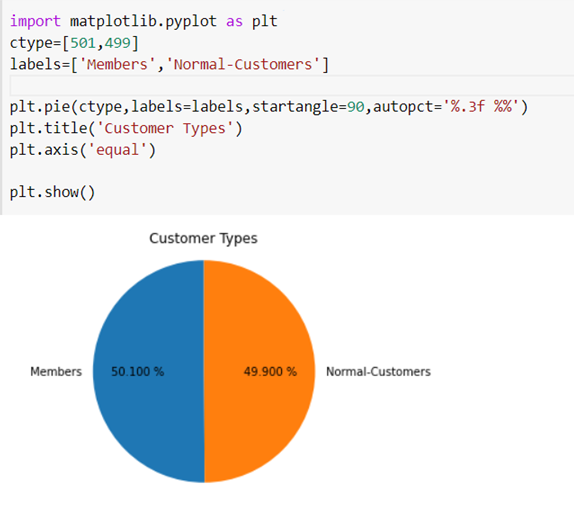 import matplotlib.pyplot as plt
ctype=[501,499]
labels=['Members','Normal-Customers']
plt.pie(ctype,labels=labels,startangle=90,autopct='%.3f %%')
plt.title('Customer Types')
plt.axis('equal')
plt.show()
Customer Types
Members
50.100 %
49.900 %
Normal-Customers